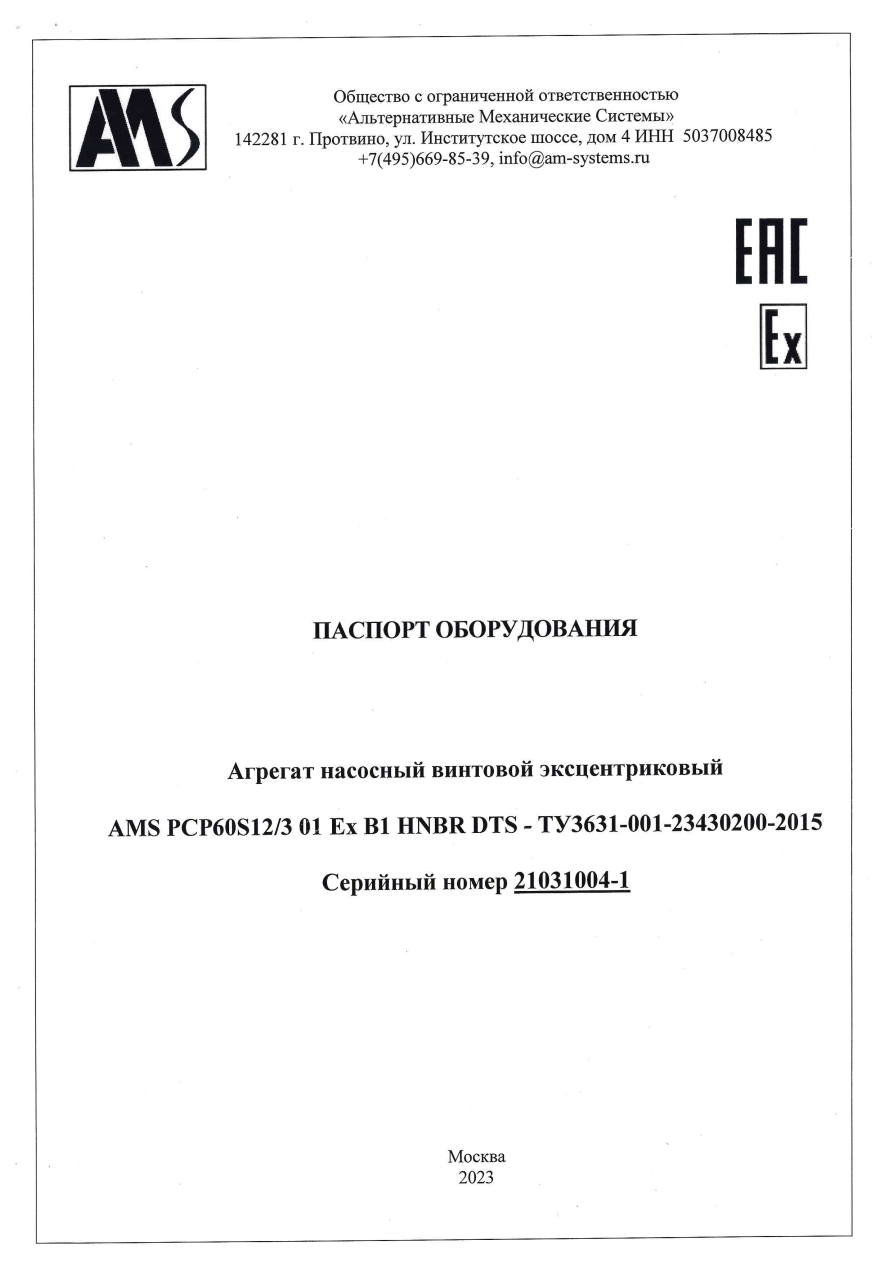 AMS
Общество с ограниченной ответственностью
«Альтернативные Механические Системы»
142281 г. Протвино, ул. Институтское шоссе, дом 4 ИНН 5037008485
+7(495)669-85-39, info@am-systems.ru
EAC
Ex
ПАСПОРТ ОБОРУДОВАНИЯ
Агрегат насосный винтовой эксцентриковый
AMS PCP60S12/3 01 Ex B1 HNBR DTS - ТУ3631-001-23430200-2015
Серийный номер 21031004-1
Москва
2023